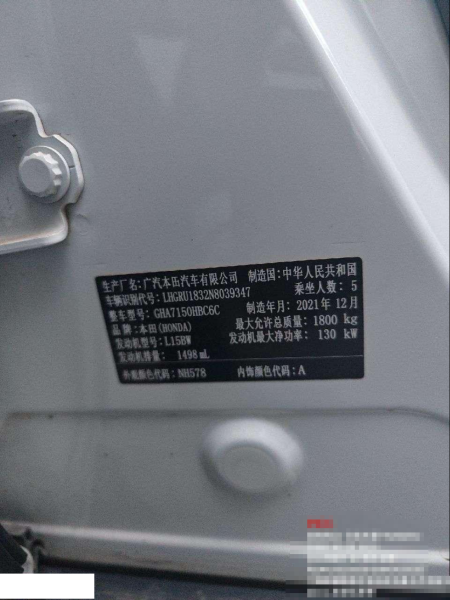 生产厂名:广汽本田汽车有限公司 制造国:中华人民共和国
车辆识别代号:LHGRU1832N8039347 乘坐人数:5
整车型号:GHA7150HBC6C 制造年月:2021年12月
品牌:本田(HONDA) 最大允许总质量:1800 kg
发动机型号:L15BW 发动机最大净功率:130 kW
发动机排量:1498 mL
外部颜色代码:NH578 内饰颜色代码:A